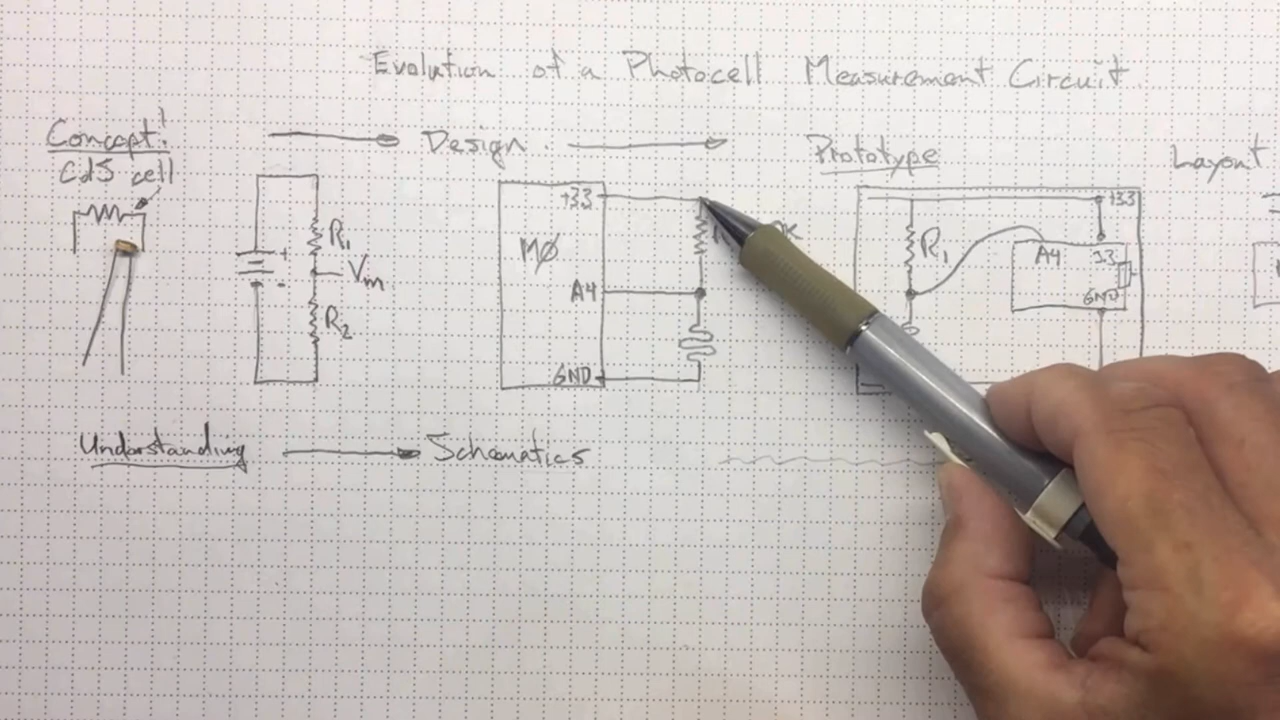 Evolution of a Photocell Measurement Circuit
Concept!
CdS cell
Design
Prototype
Layout
R1
Vm
R2
+
-
+3.3
MØ
A4
GND
+3.3
R1
A4
3.3
GND
Understanding
Schematics